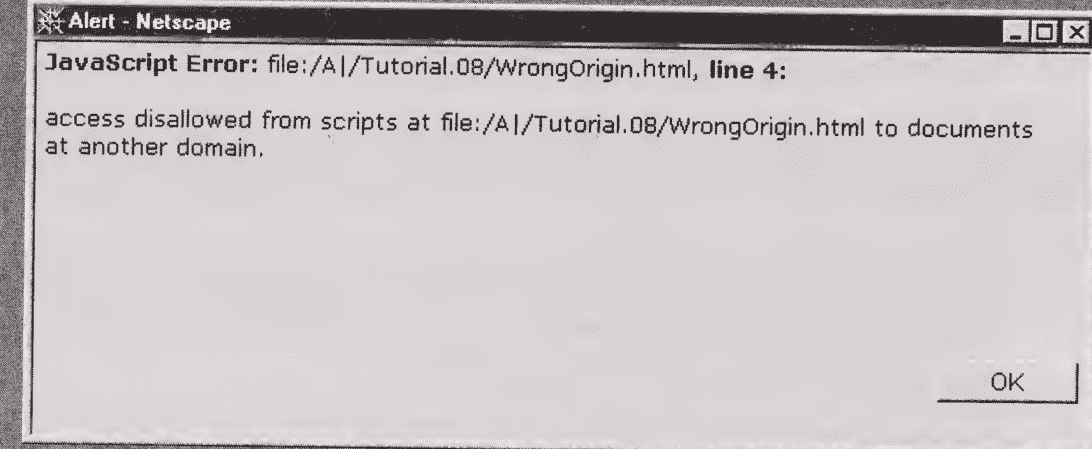 Alert - Netscape
JavaScript Error: file:/A|/Tutorial.08/WrongOrigin.html, line 4:
access disallowed from scripts at file:/A|/Tutorial.08/WrongOrigin.html to documents
at another domain.
OK